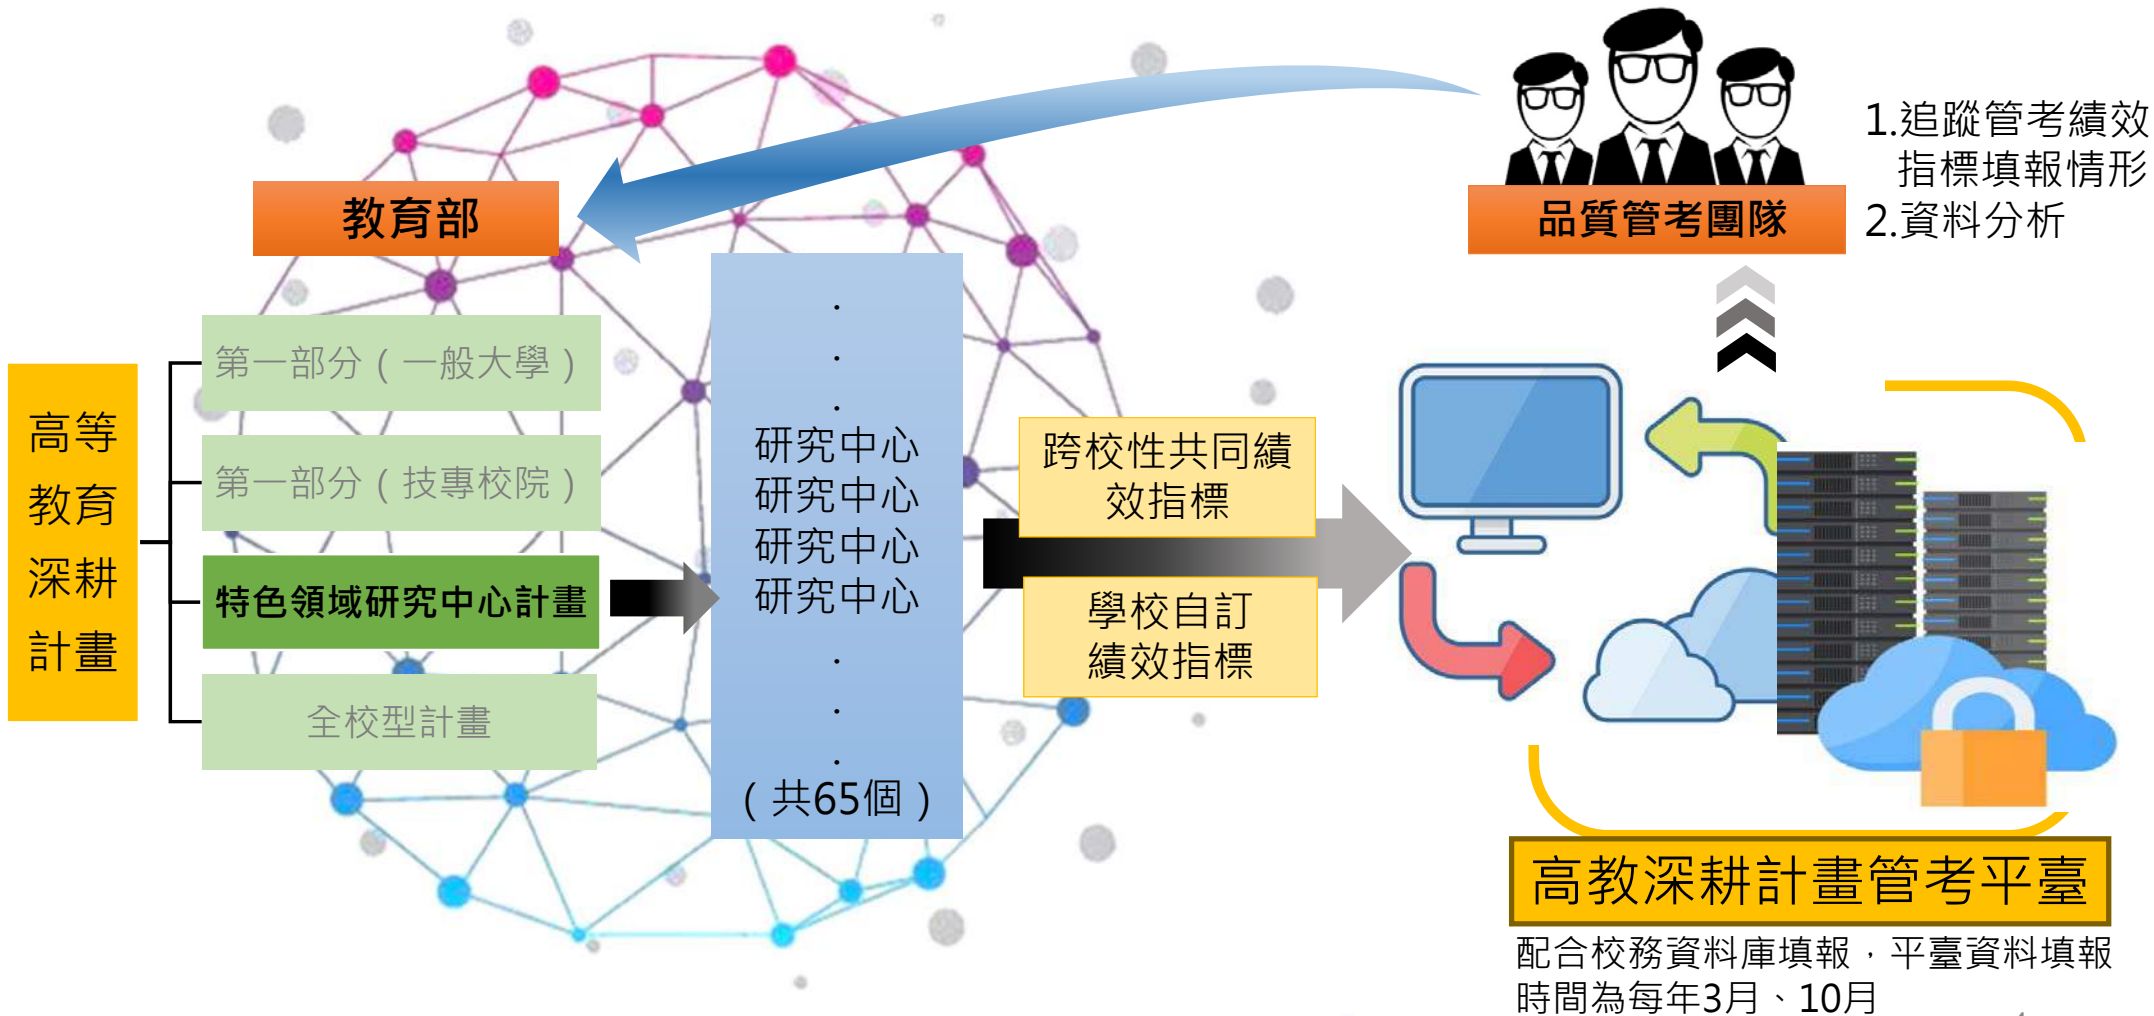 教育部
品質管考團隊
1.追蹤管考績效
指標填報情形
2.資料分析
高等
教育
深耕
計畫
第一部分（一般大學）
第一部分（技專校院）
特色領域研究中心計畫
全校型計畫
.
.
.
研究中心
研究中心
研究中心
研究中心
.
.
.
（共65個）
跨校性共同績
效指標
學校自訂
績效指標
高教深耕計畫管考平臺
配合校務資料庫填報，平臺資料填報
時間為每年3月、10月